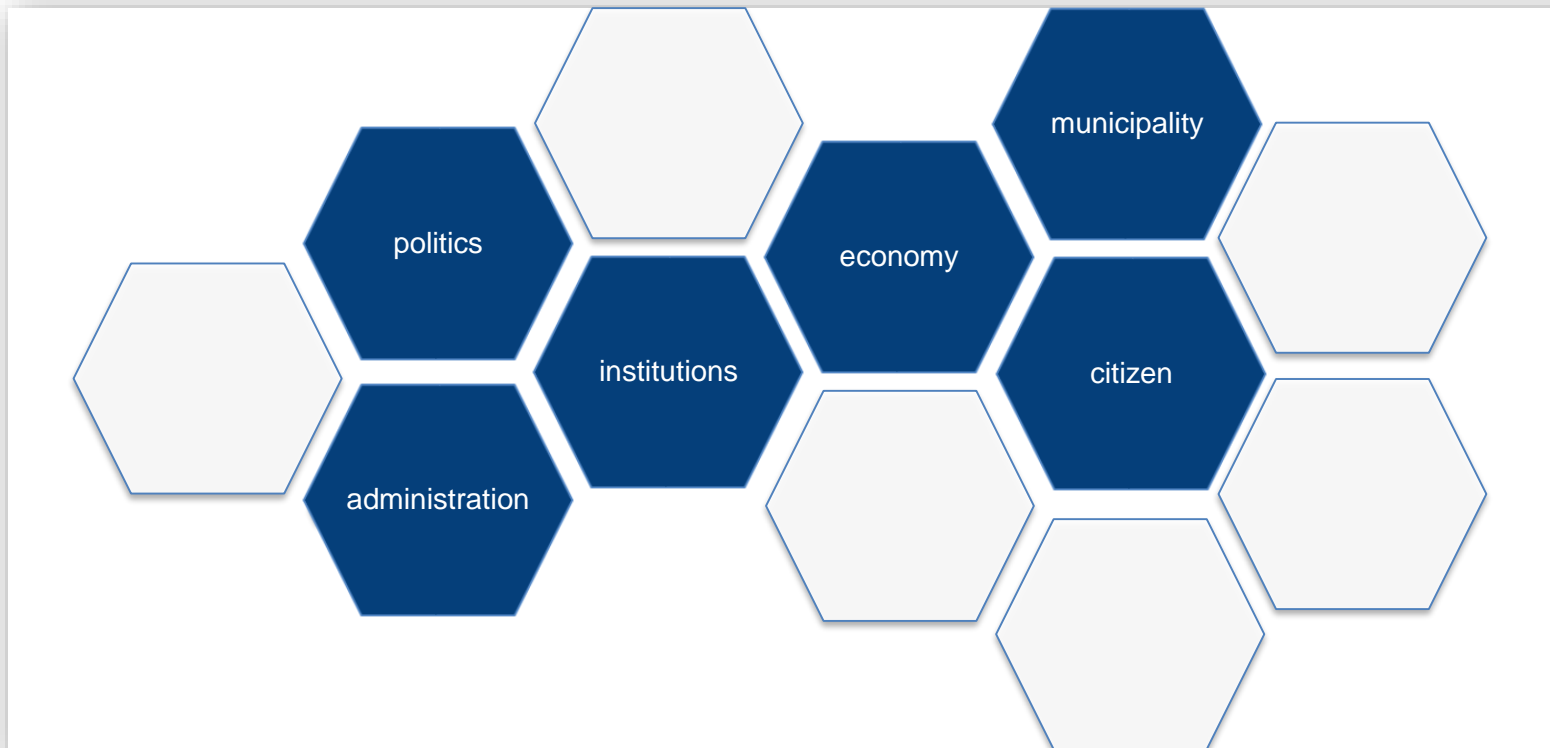 municipality
politics
economy
institutions
citizen
administration